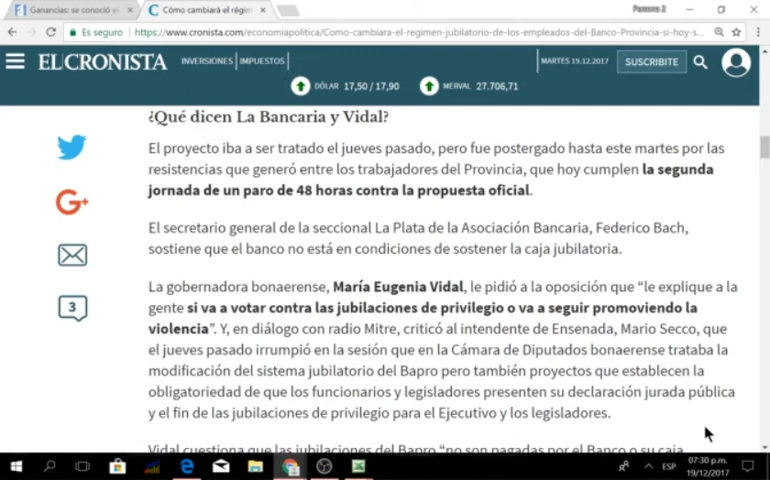 Ganancias: se conoció el
Cómo cambiará el régim
Persona 2
Es seguro
https://www.cronista.com/economiapolitica/Como-cambiara-el-regimen-jubilatorio-de-los-empleados-del-Banco-Provincia-si-hoy-s...
EL CRONISTA
INVERSIONES
IMPUESTOS
MARTES 19.12.2017
SUSCRIBITE
DÓLAR 17,50 / 17,90
MERVAL 27.706,71
¿Qué dicen La Bancaria y Vidal?
El proyecto iba a ser tratado el jueves pasado, pero fue postergado hasta este martes por las
resistencias que generó entre los trabajadores del Provincia, que hoy cumplen la segunda
jornada de un paro de 48 horas contra la propuesta oficial.
El secretario general de la seccional La Plata de la Asociación Bancaria, Federico Bach,
sostiene que el banco no está en condiciones de sostener la caja jubilatoria.
3
La gobernadora bonaerense, María Eugenia Vidal, le pidió a la oposición que “le explique a la
gente si va a votar contra las jubilaciones de privilegio o va a seguir promoviendo la
violencia”. Y, en diálogo con radio Mitre, criticó al intendente de Ensenada, Mario Secco, que
el jueves pasado irrumpió en la sesión que en la Cámara de Diputados bonaerense trataba la
modificación del sistema jubilatorio del Bapro pero también proyectos que establecen la
obligatoriedad de que los funcionarios y legisladores presenten su declaración jurada pública
y el fin de las jubilaciones de privilegio para el Ejecutivo y los legisladores.
Vidal cuestiona que las jubilaciones del Bapro “no son pagadas por el Banco o su caja
ESP
07:30 p.m.
19/12/2017